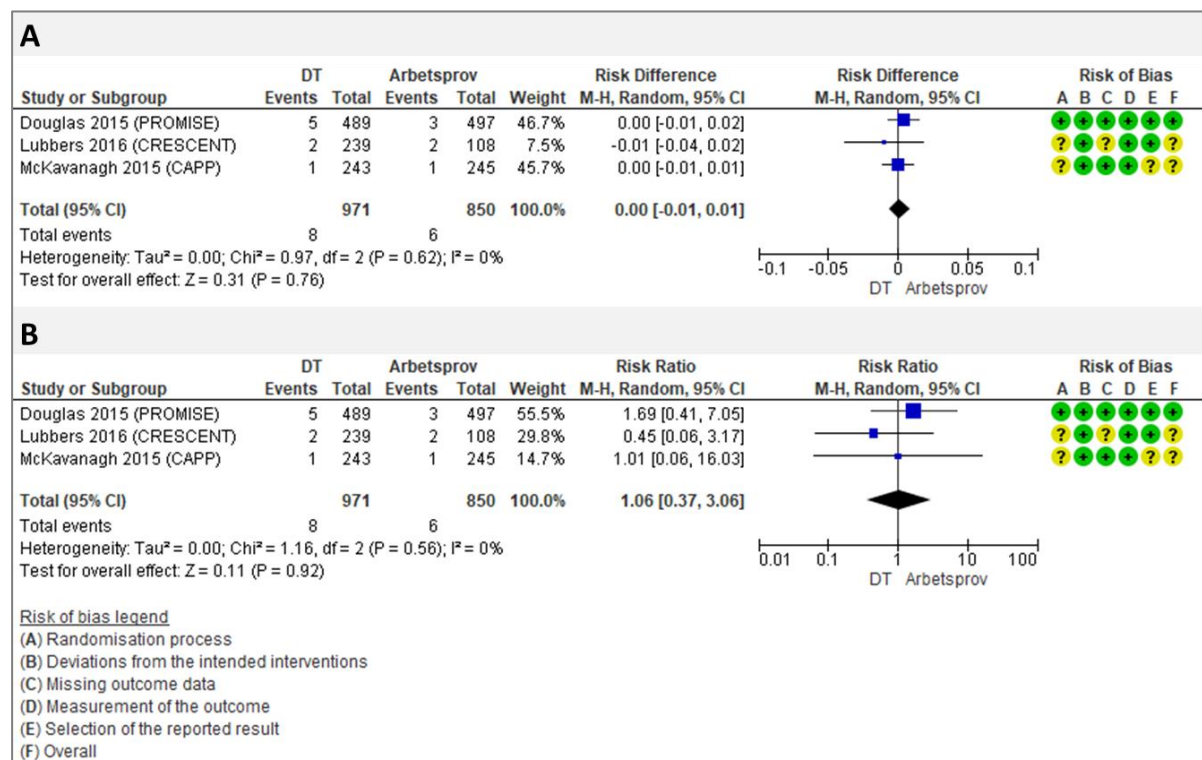 A
DT Arbetsprov Risk Difference Risk Difference Risk of Bias
Study or Subgroup Events Total Events Total Weight M-H, Random, 95% CI M-H, Random, 95% CI A B C D E F
Douglas 2015 (PROMISE) 5 489 3 497 46.7% 0.00 [-0.01, 0.02] + + + + + +
Lubbers 2016 (CRESCENT) 2 239 2 108 7.5% -0.01 [-0.04, 0.02] ? + ? + + ?
McKavanagh 2015 (CAPP) 1 243 1 245 45.7% 0.00 [-0.01, 0.01] ? + + + ? ?
Total (95% CI) 971 850 100.0% 0.00 [-0.01, 0.01]
Total events 8 6
Heterogeneity: Tau² = 0.00; Chi² = 0.97, df = 2 (P = 0.62); I² = 0%
Test for overall effect: Z = 0.31 (P = 0.76)
-0.1 -0.05 0 0.05 0.1
DT Arbetsprov
B
DT Arbetsprov Risk Ratio Risk Ratio Risk of Bias
Study or Subgroup Events Total Events Total Weight M-H, Random, 95% CI M-H, Random, 95% CI A B C D E F
Douglas 2015 (PROMISE) 5 489 3 497 55.5% 1.69 [0.41, 7.05] + + + + + +
Lubbers 2016 (CRESCENT) 2 239 2 108 29.8% 0.45 [0.06, 3.17] ? + ? + + ?
McKavanagh 2015 (CAPP) 1 243 1 245 14.7% 1.01 [0.06, 16.03] ? + + + ? ?
Total (95% CI) 971 850 100.0% 1.06 [0.37, 3.06]
Total events 8 6
Heterogeneity: Tau² = 0.00; Chi² = 1.16, df = 2 (P = 0.56); I² = 0%
Test for overall effect: Z = 0.11 (P = 0.92)
0.01 0.1 1 10 100
DT Arbetsprov
Risk of bias legend
(A) Randomisation process
(B) Deviations from the intended interventions
(C) Missing outcome data
(D) Measurement of the outcome
(E) Selection of the reported result
(F) Overall